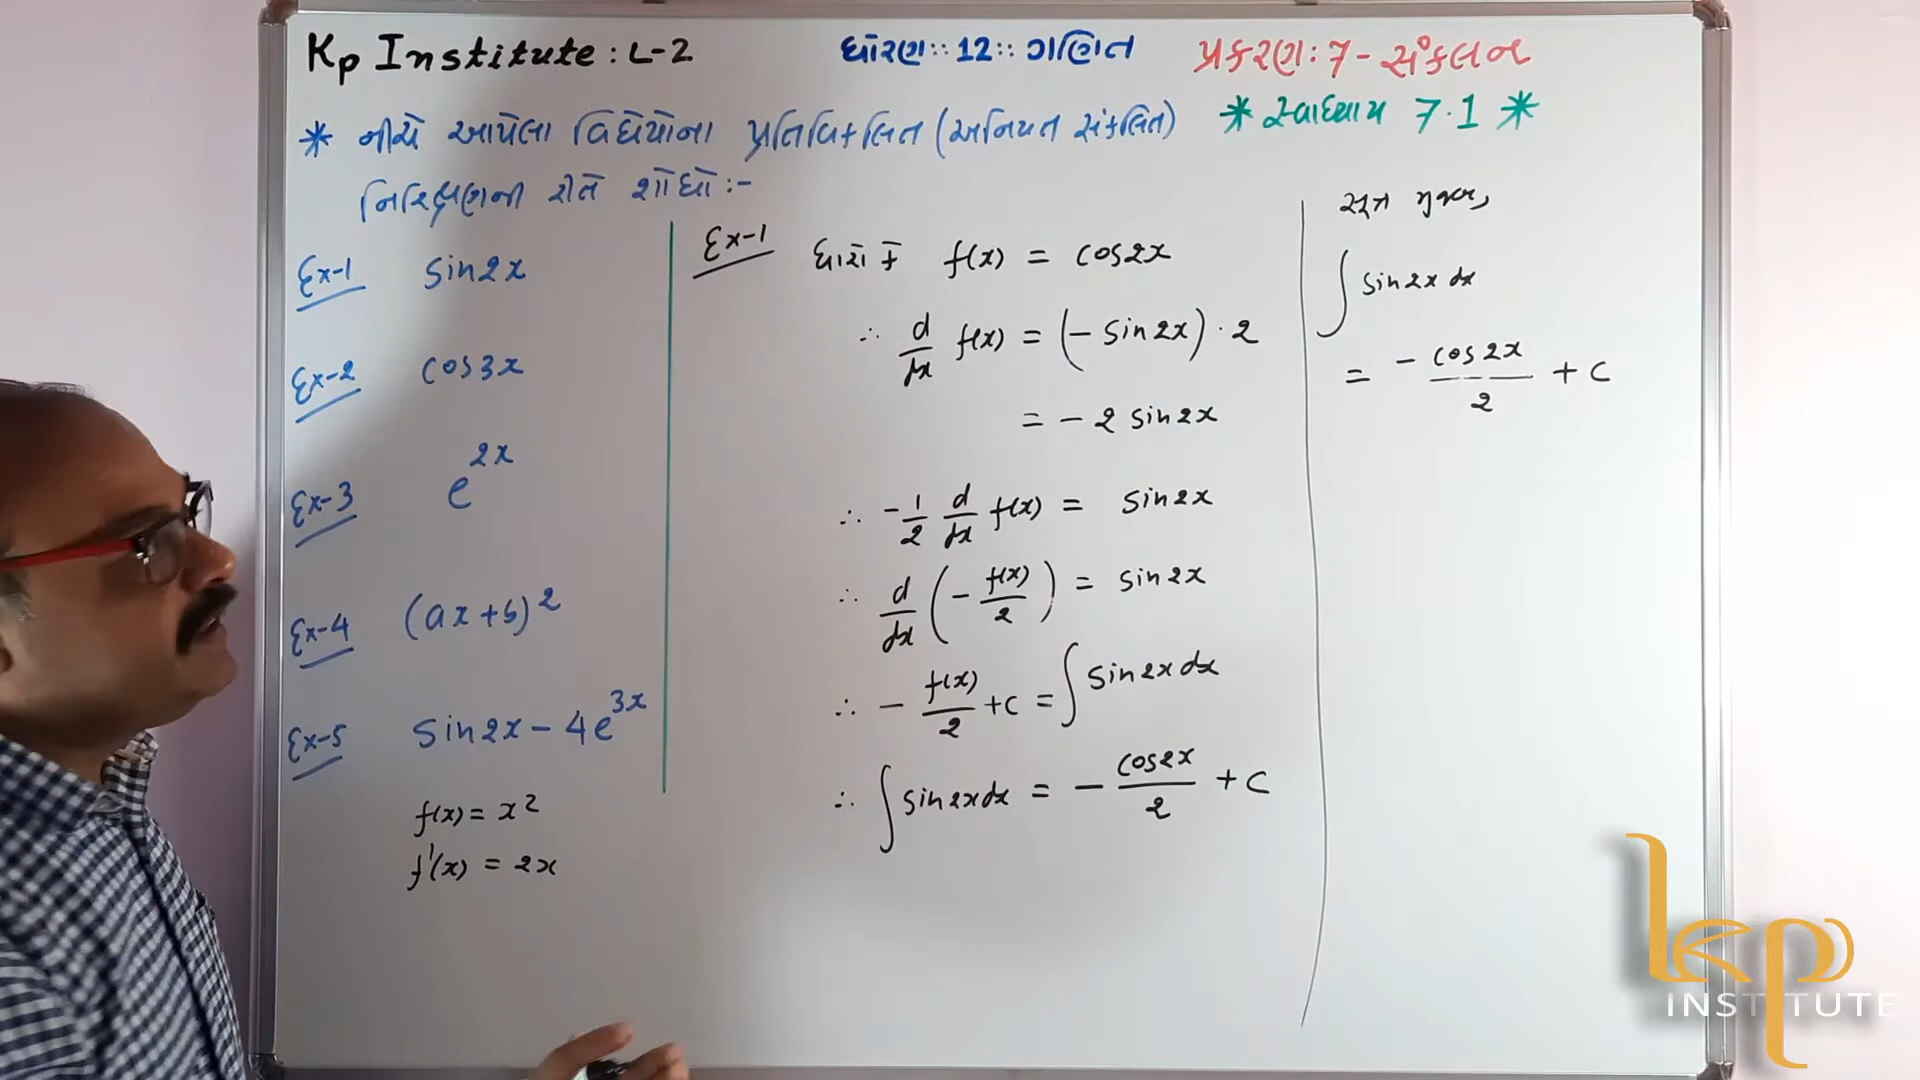 Kp Institute : L-2
ધોરણ :: 12 :: ગણિત
પ્રકરણ : 7 - સંકલન
* નીચે આપેલા વિધેયોના પ્રતિવિકલિત (અનિયત સંકલિત)
* સ્વાધ્યાય 7.1 *
નિરિક્ષણની રીતે શોધો :-
Ex-1 sin2x
Ex-2 cos3x
Ex-3 e^{2x}
Ex-4 (ax+b)^2
Ex-5 sin2x - 4e^{3x}
f(x) = x^2
f'(x) = 2x
Ex-1 ધારો કે f(x) = cos2x
∴ d/dx f(x) = (- sin2x) · 2
= - 2 sin2x
∴ -1/2 d/dx f(x) = sin2x
∴ d/dx (- f(x)/2) = sin2x
∴ - f(x)/2 + c = ∫ sin2x dx
∴ ∫ sin2x dx = - cos2x/2 + c
∫ sin2x dx
= - cos2x/2 + c
kp
INSTITUTE